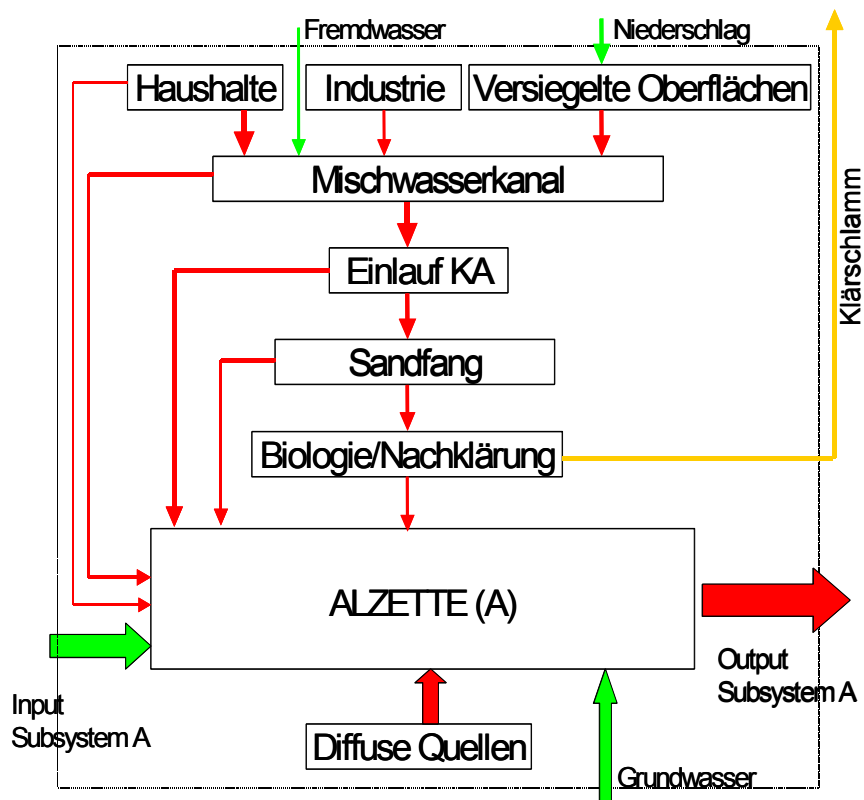 Fremdwasser
Niederschlag
Haushalte
Industrie
Versiegelte Oberflächen
Mischwasserkanal
Einlauf KA
Klärschlamm
Sandfang
Biologie/Nachklärung
ALZETTE (A)
Output
Subsystem A
Input
Subsystem A
Diffuse Quellen
Grundwasser